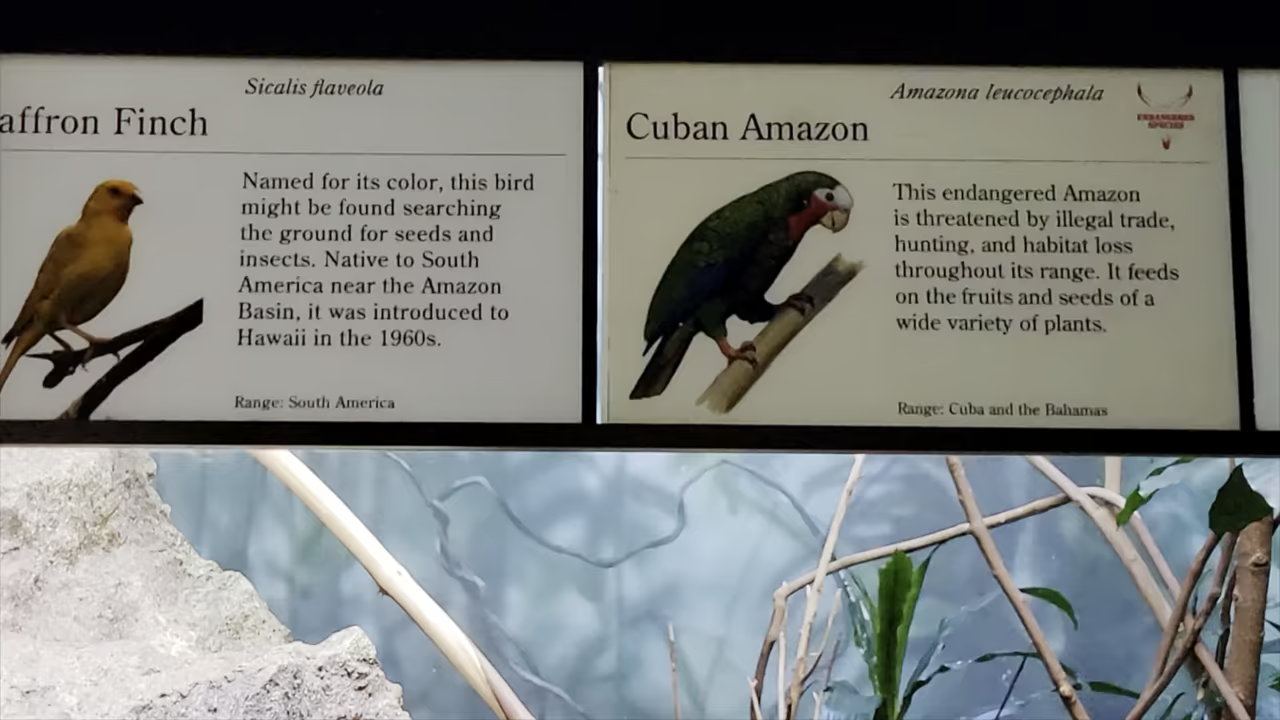 Sicalis flaveola
affron Finch
Named for its color, this bird
might be found searching
the ground for seeds and
insects. Native to South
America near the Amazon
Basin, it was introduced to
Hawaii in the 1960s.
Range: South America
Amazona leucocephala
Cuban Amazon
ENDANGERED
SPECIES
This endangered Amazon
is threatened by illegal trade,
hunting, and habitat loss
throughout its range. It feeds
on the fruits and seeds of a
wide variety of plants.
Range: Cuba and the Bahamas